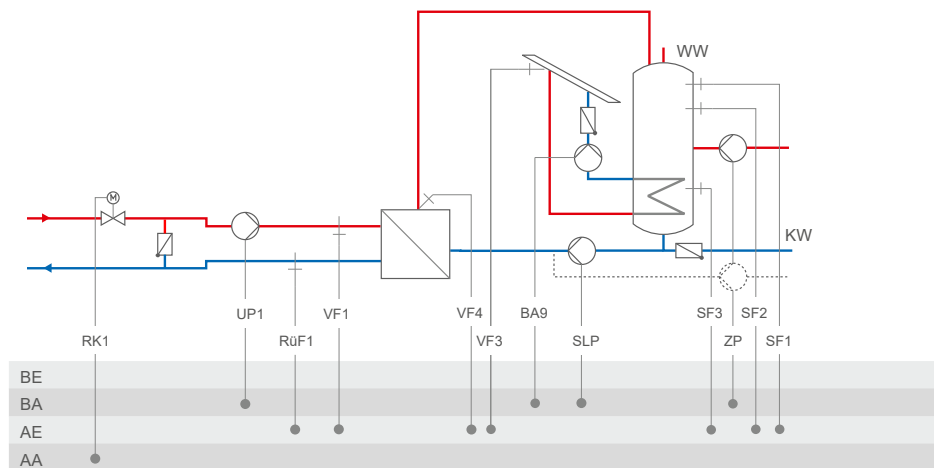 WW
M
KW
UP1 VF1 VF4 BA9 SF3 SF2
RK1 RüF1 VF3 SLP ZP SF1
BE
BA
AE
AA